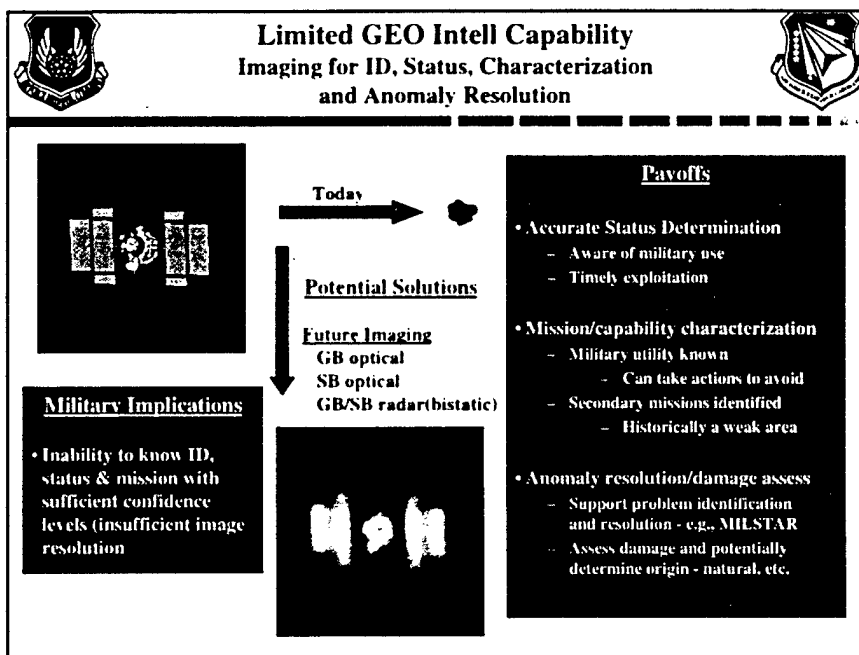 Limited GEO Intell Capability
Imaging for ID, Status, Characterization
and Anomaly Resolution
Today
Potential Solutions
Future Imaging
GB optical
SB optical
GB/SB radar(bistatic)
Military Implications
• Inability to know ID,
status & mission with
sufficient confidence
levels (insufficient image
resolution
Payoffs
• Accurate Status Determination
– Aware of military use
– Timely exploitation
• Mission/capability characterization
– Military utility known
– Can take actions to avoid
– Secondary missions identified
– Historically a weak area
• Anomaly resolution/damage assess
– Support problem identification
and resolution - e.g., MILSTAR
– Assess damage and potentially
determine origin - natural, etc.